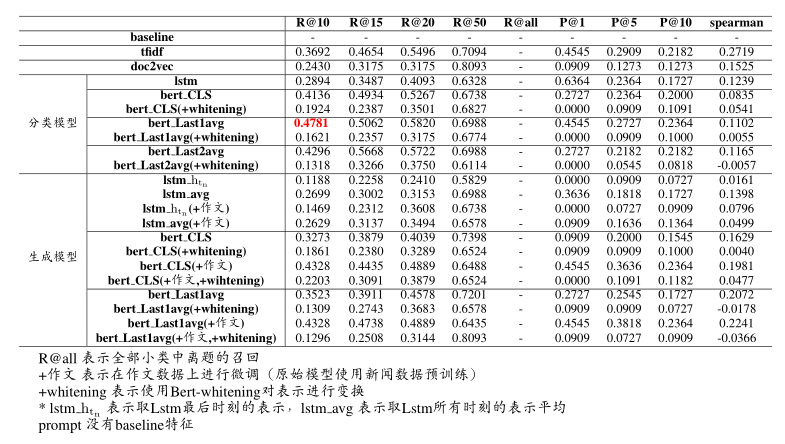 R@10 R@15 R@20 R@50 R@all P@1 P@5 P@10 spearman
baseline - - - - - - - - -
tfidf 0.3692 0.4654 0.5496 0.7094 - 0.4545 0.2909 0.2182 0.2719
doc2vec 0.2430 0.3175 0.3175 0.8093 - 0.0909 0.1273 0.1273 0.1525
分类模型
lstm 0.2894 0.3487 0.4093 0.6328 - 0.6364 0.2364 0.1727 0.1239
bert_CLS 0.4136 0.4934 0.5267 0.6738 - 0.2727 0.2364 0.2000 0.0835
bert_CLS(+whitening) 0.1924 0.2387 0.3501 0.6827 - 0.0000 0.0909 0.1091 0.0541
bert_Last1avg 0.4781 0.5062 0.5820 0.6988 - 0.4545 0.2727 0.2364 0.1102
bert_Last1avg(+whitening) 0.1621 0.2357 0.3175 0.6774 - 0.0000 0.0909 0.1000 0.0055
bert_Last2avg 0.4296 0.5668 0.5722 0.6988 - 0.2727 0.2182 0.2182 0.1165
bert_Last2avg(+whitening) 0.1318 0.3266 0.3750 0.6114 - 0.0000 0.0545 0.0818 -0.0057
生成模型
lstm_h_{t_n} 0.1188 0.2258 0.2410 0.5829 - 0.0000 0.0909 0.0727 0.0161
lstm_avg 0.2699 0.3002 0.3153 0.6988 - 0.3636 0.1818 0.1727 0.1398
lstm_h_{t_n}(+作文) 0.1469 0.2312 0.3608 0.6738 - 0.0000 0.0727 0.0909 0.0796
lstm_avg(+作文) 0.2629 0.3137 0.3494 0.6578 - 0.0909 0.1636 0.1364 0.0499
bert_CLS 0.3273 0.3879 0.4039 0.7398 - 0.0909 0.2000 0.1545 0.1629
bert_CLS(+whitening) 0.1861 0.2380 0.3289 0.6524 - 0.0909 0.0909 0.1000 0.0040
bert_CLS(+作文) 0.4328 0.4435 0.4889 0.6488 - 0.4545 0.3636 0.2364 0.1981
bert_CLS(+作文,+wihtening) 0.2203 0.3091 0.3879 0.6524 - 0.0000 0.1091 0.1182 0.0477
bert_Last1avg 0.3523 0.3911 0.4578 0.7201 - 0.2727 0.2545 0.1727 0.2072
bert_Last1avg(+whitening) 0.1309 0.2743 0.3683 0.6578 - 0.0909 0.0909 0.0727 -0.0178
bert_Last1avg(+作文) 0.4328 0.4738 0.4889 0.6435 - 0.4545 0.3818 0.2364 0.2241
bert_Last1avg(+作文,+whitening) 0.1296 0.2508 0.3144 0.8093 - 0.0909 0.0727 0.0909 -0.0366
R@all 表示全部小类中离题的召回
+作文 表示在作文数据上进行微调（原始模型使用新闻数据预训练）
+whitening 表示使用Bert-whitening对表示进行变换
* lstm_h_{t_n} 表示取Lstm最后时刻的表示，lstm_avg 表示取Lstm所有时刻的表示平均
prompt 没有baseline特征